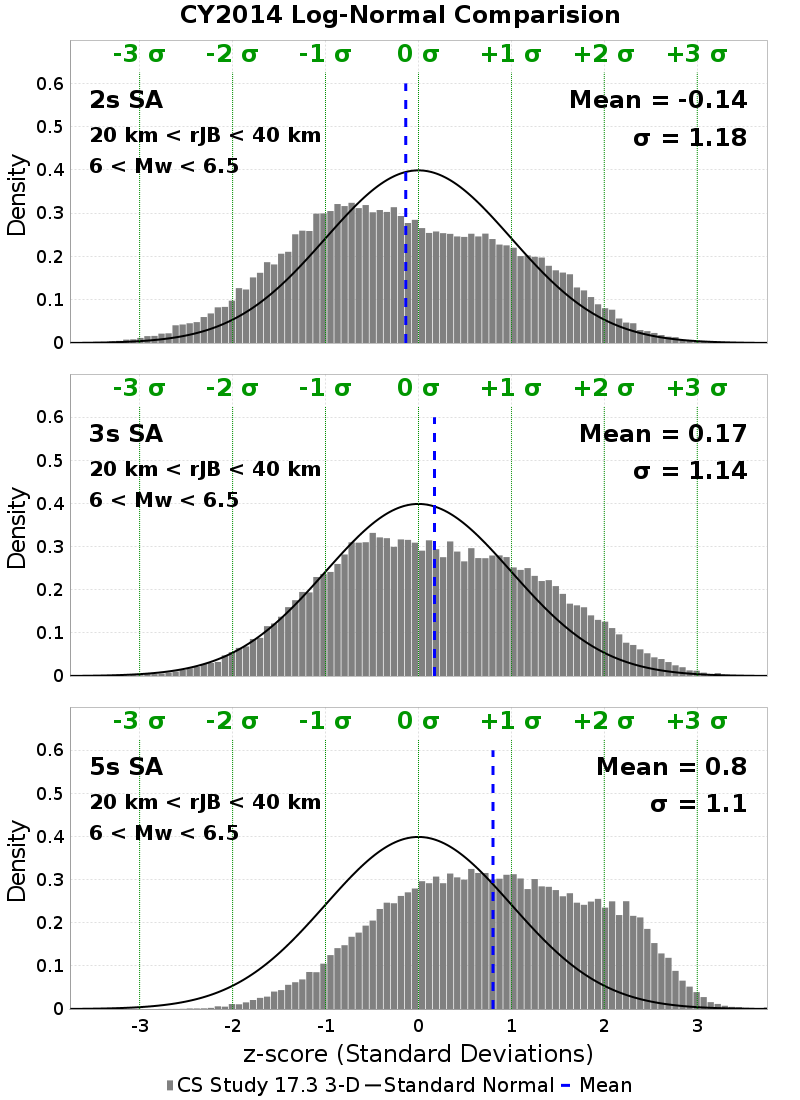 CY2014 Log-Normal Comparision
-3 σ -2 σ -1 σ 0 σ +1 σ +2 σ +3 σ
2s SA
20 km < rJB < 40 km
6 < Mw < 6.5
Mean = -0.14
σ = 1.18
0.6
0.5
0.4
0.3
0.2
0.1
0
Density
-3 σ -2 σ -1 σ 0 σ +1 σ +2 σ +3 σ
3s SA
20 km < rJB < 40 km
6 < Mw < 6.5
Mean = 0.17
σ = 1.14
0.6
0.5
0.4
0.3
0.2
0.1
0
Density
-3 σ -2 σ -1 σ 0 σ +1 σ +2 σ +3 σ
5s SA
20 km < rJB < 40 km
6 < Mw < 6.5
Mean = 0.8
σ = 1.1
0.6
0.5
0.4
0.3
0.2
0.1
0
Density
-3 -2 -1 0 1 2 3
z-score (Standard Deviations)
CS Study 17.3 3-D Standard Normal Mean